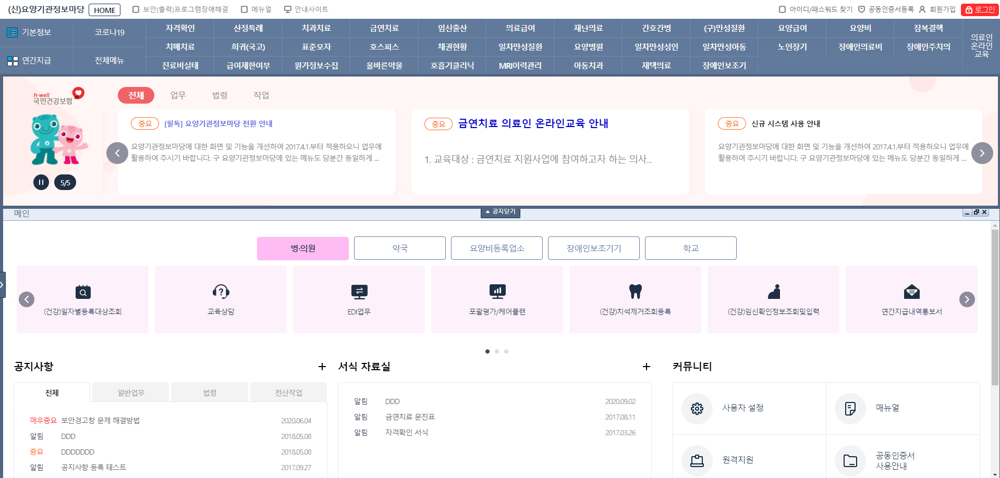 (신)요양기관정보마당 HOME 보안(출력)프로그램장애해결 메뉴얼 안내사이트 아이디/패스워드 찾기 공동인증서등록 회원가입 로그인
기본정보 코로나19
연간지급 전체메뉴
자격확인 산정특례 치과치료 금연치료 임신출산 의료급여 재난의료 간호간병 (구)만성질환 요양급여 요양비 잠복결핵
치매치료 희귀(국고) 표준모자 호스피스 채권현황 일차만성질환 요양병원 일차만성성인 일차만성아동 노인장기 장애인의료비 장애인주치의
진료비실태 급여제한여부 원가정보수집 올바른약물 호흡기클리닉 MRI이력관리 아동치과 재택의료 장애인보조기
의료인
온라인
교육
h·well
국민건강보험
5/5
전체 업무 법령 작업
중요 [필독] 요양기관정보마당 전환 안내
요양기관정보마당에 대한 화면 및 기능을 개선하여 2017.4.1.부터 적용하오니 업무에
활용하여 주시기 바랍니다. 구 요양기관정보마당에 있는 메뉴도 당분간 동일하게 ...
중요 금연치료 의료인 온라인교육 안내
1. 교육대상 : 금연치료 지원사업에 참여하고자 하는 의사...
중요 신규 시스템 사용 안내
요양기관정보마당에 대한 화면 및 기능을 개선하여 2017.4.1.부터 적용하오니 업무에
활용하여 주시기 바랍니다. 구 요양기관정보마당에 있는 메뉴도 당분간 동일하게 ...
메인 공지닫기
병·의원 약국 요양비등록업소 장애인보조기기 학교
(건강)일자별등록대상조회 교육상담 EDI업무 포괄평가/케어플랜 (건강)치석제거조회등록 (건강)임신확인정보조회및입력 연간지급내역통보서
공지사항
전체 일반업무 법령 전산작업
매우중요 보안경고창 문제 해결방법 2020.06.04
알림 DDD 2018.05.08
중요 DDDDDDD 2018.05.08
알림 공지사항 등록 테스트 2017.09.27
서식 자료실
알림 DDD 2020.09.02
알림 금연치료 문진표 2017.08.11
알림 자격확인 서식 2017.03.26
커뮤니티
사용자 설정 매뉴얼
원격지원 공동인증서
사용안내